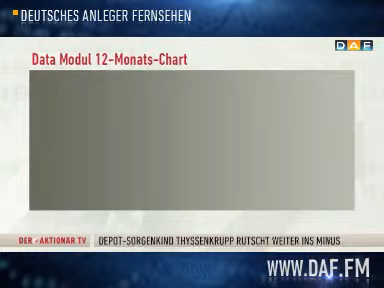 DEUTSCHES ANLEGER FERNSEHEN
DAF
Data Modul 12-Monats-Chart
DER AKTIONÄR TV
DEPOT-SORGENKIND THYSSENKRUPP RUTSCHT WEITER INS MINUS
WWW.DAF.FM